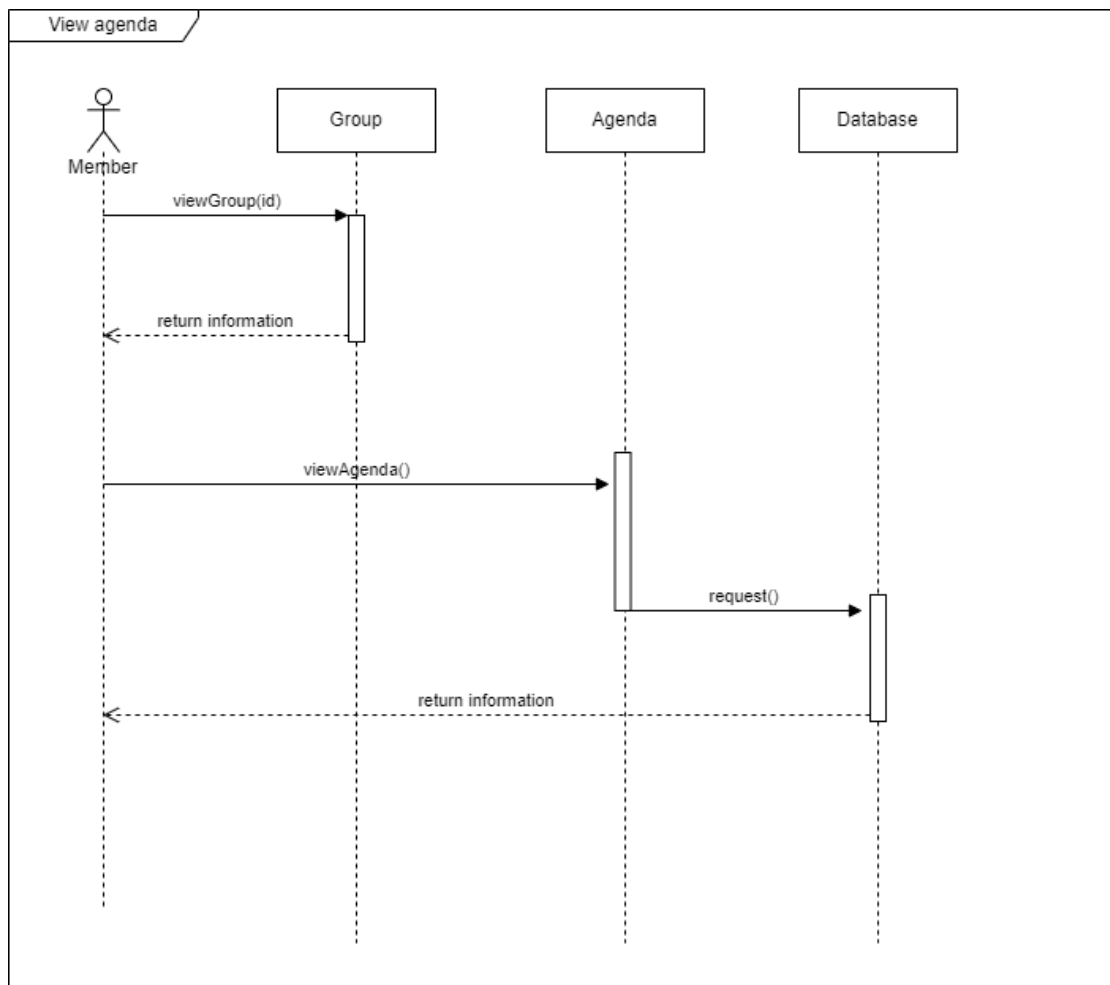 View agenda
Member
Group
Agenda
Database
viewGroup(id)
return information
viewAgenda()
request()
return information